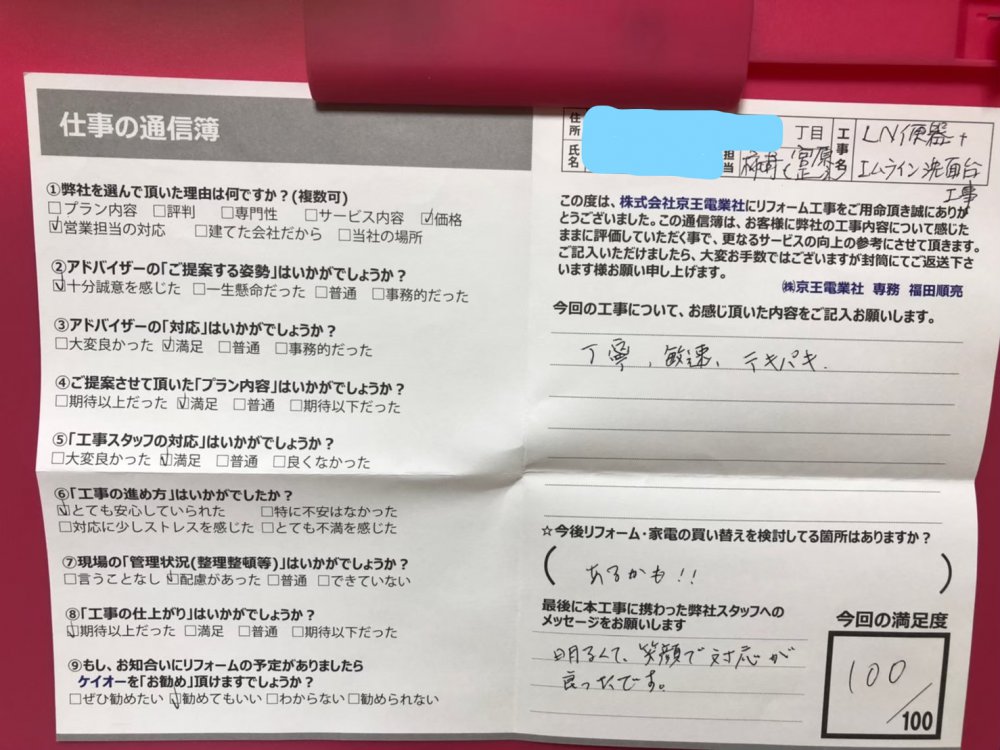 仕事の通信簿
①弊社を選んで頂いた理由は何ですか？(複数可)
□プラン内容 □評判 □専門性 □サービス内容 ☑価格
☑営業担当の対応 □建てた会社だから □当社の場所
②アドバイザーの「ご提案する姿勢」はいかがでしょうか？
☑十分誠意を感じた □一生懸命だった □普通 □事務的だった
③アドバイザーの「対応」はいかがでしょうか？
□大変良かった ☑満足 □普通 □事務的だった
④ご提案させて頂いた「プラン内容」はいかがでしょうか？
□期待以上だった ☑満足 □普通 □期待以下だった
⑤「工事スタッフの対応」はいかがでしょうか？
□大変良かった ☑満足 □普通 □良くなかった
⑥「工事の進め方」はいかがでしたか？
☑とても安心していられた □特に不安はなかった
□対応に少しストレスを感じた □とても不満を感じた
⑦現場の「管理状況(整理整頓等)」はいかがでしょうか？
□言うことなし ☑配慮があった □普通 □できていない
⑧「工事の仕上がり」はいかがでしょうか？
☑期待以上だった □満足 □普通 □期待以下だった
⑨もし、お知合いにリフォームの予定がありましたら
ケイオーを「お勧め」頂けますでしょうか？
□ぜひ勧めたい ☑勧めてもいい □わからない □勧められない
住所 丁目
氏名 担当 宮原
工事名 LN便器+
エムライン洗面台
工事
この度は、株式会社京王電業社にリフォーム工事をご用命頂き誠にありが
とうございました。この通信簿は、お客様に弊社の工事内容について感じた
ままに評価していただく事で、更なるサービスの向上の参考にさせて頂きます。
ご記入いただけましたら、大変お手数ではございますが封筒にてご返送下さ
います様お願い申し上げます。
㈱京王電業社 専務 福田順亮
今回の工事について、お感じ頂いた内容をご記入お願いします。
丁寧、敏速、テキパキ.
☆今後リフォーム・家電の買い替えを検討してる箇所はありますか？
( あるかも!! )
最後に本工事に携わった弊社スタッフへの
メッセージをお願いします
明るくて、笑顔で対応が
良ったです。
今回の満足度
100
/100